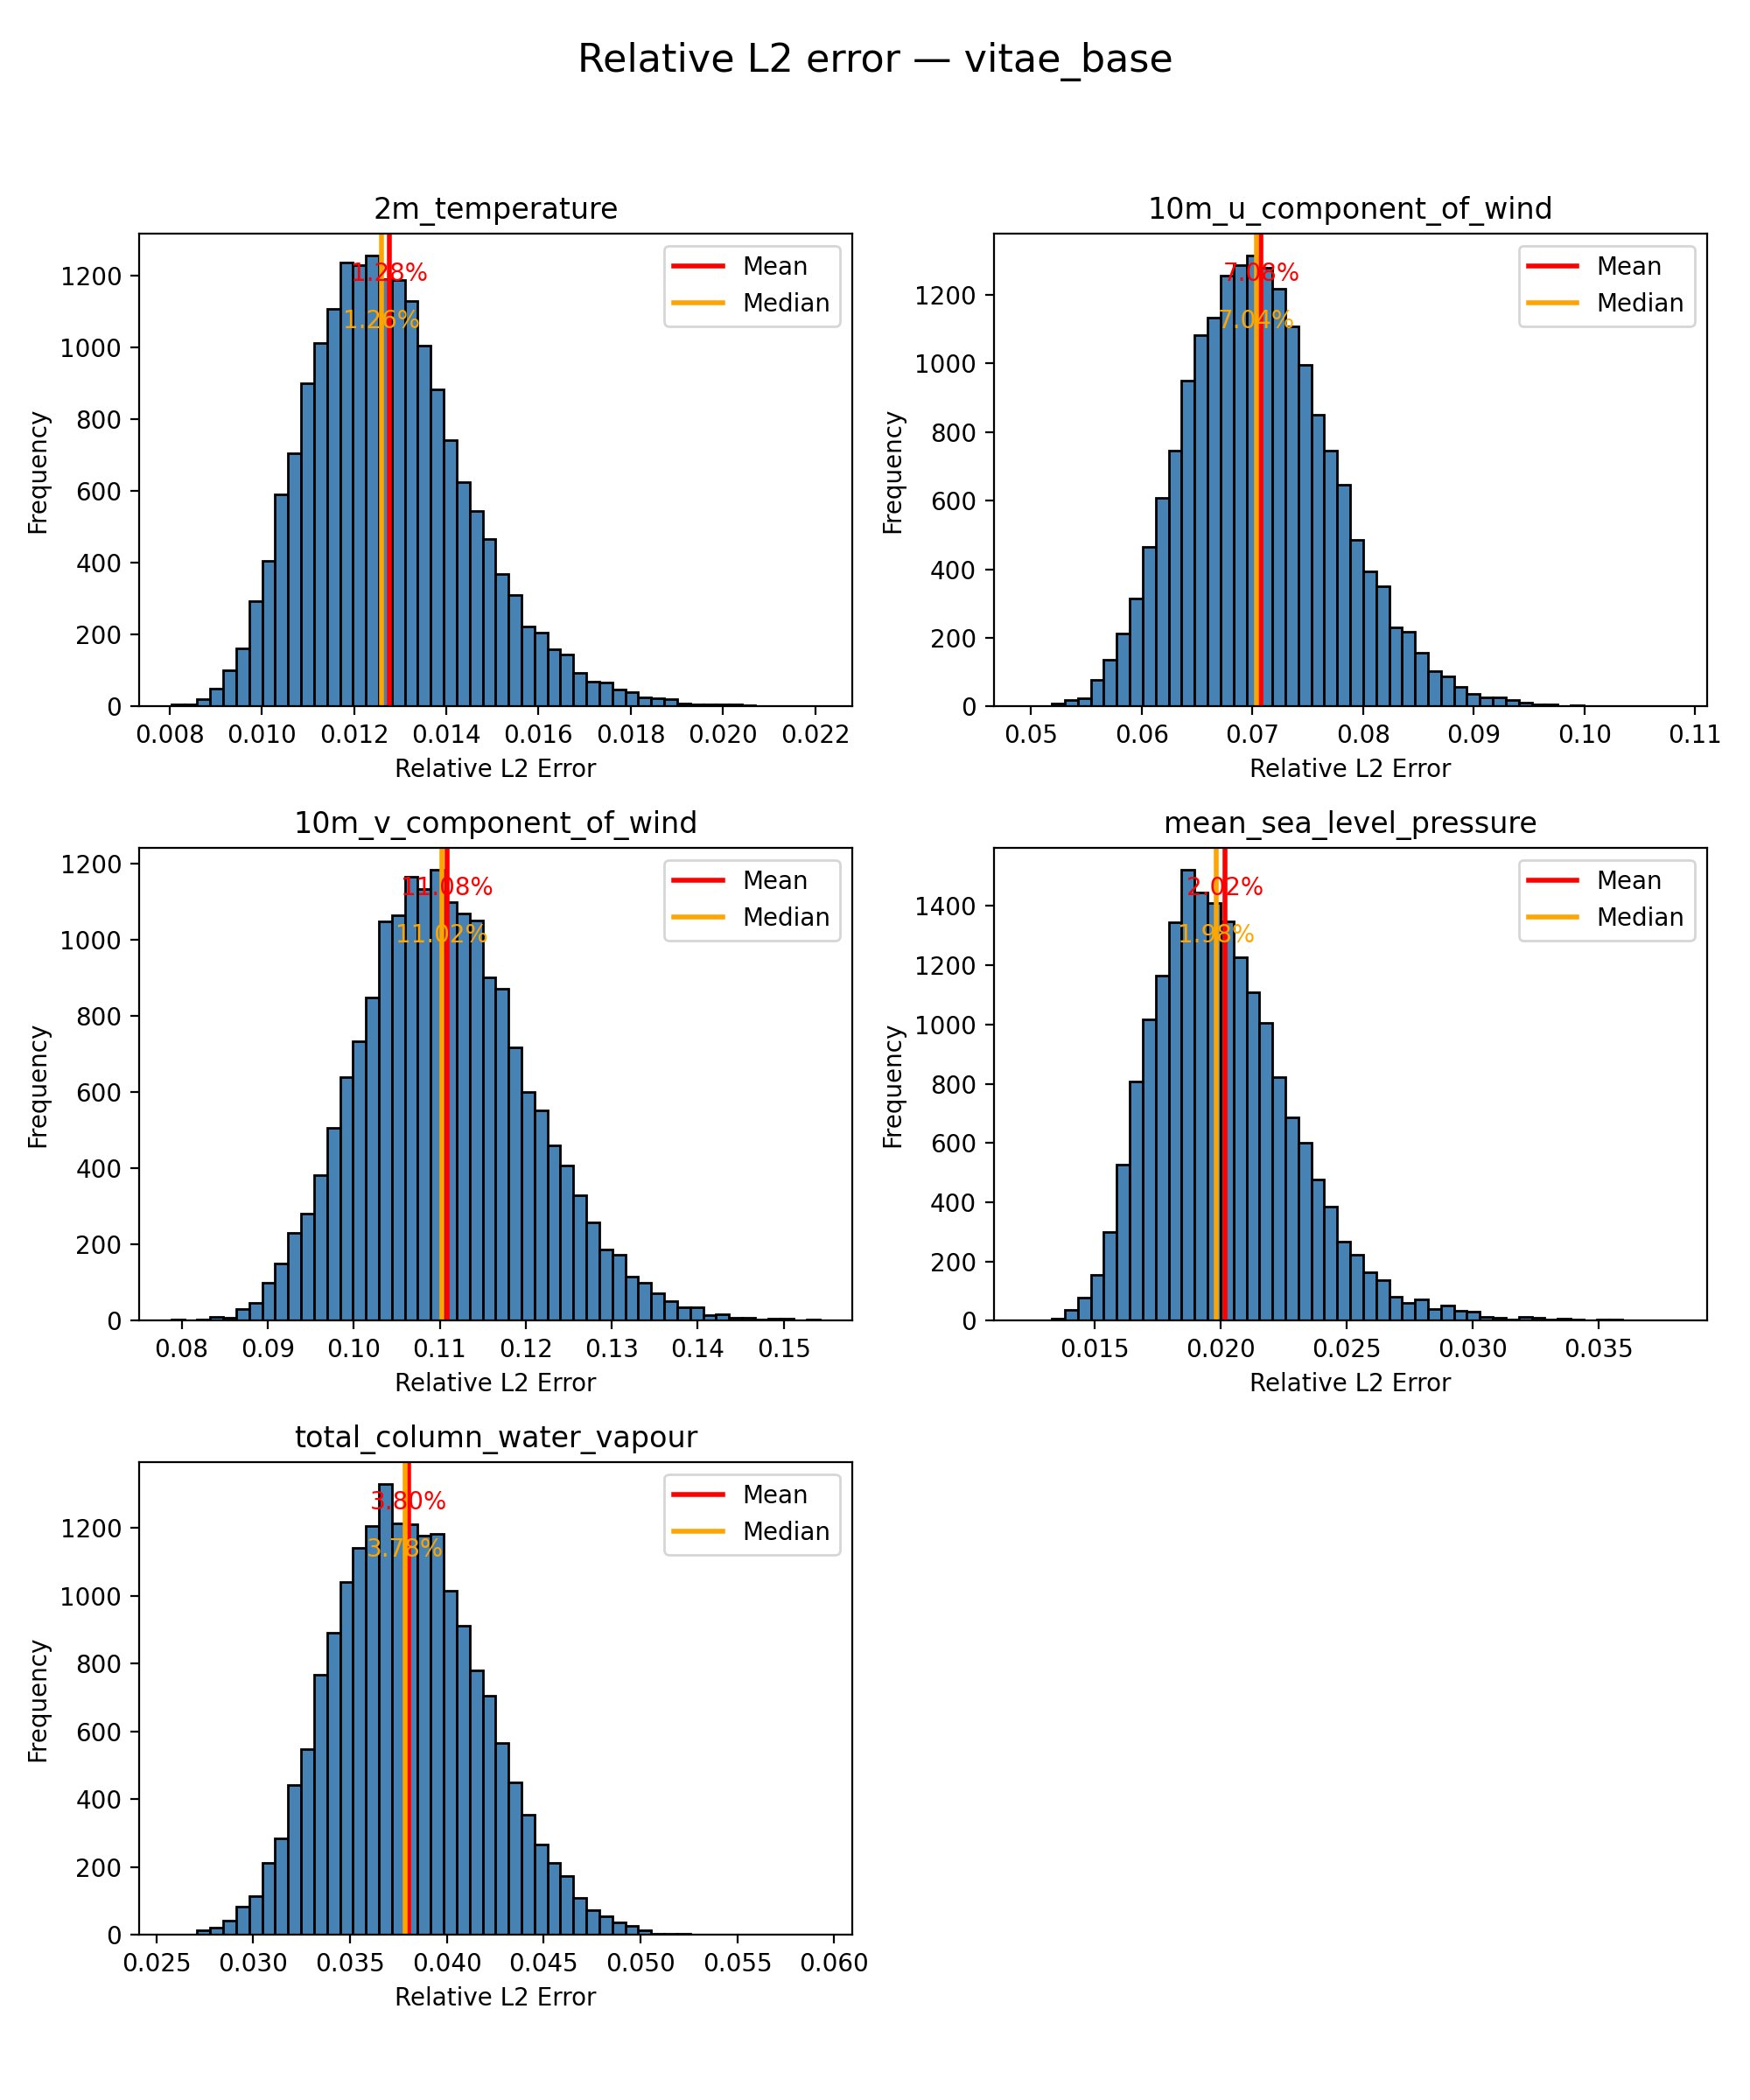 Relative L2 error — vitae_base
2m_temperature
1.28%
1.26%
Mean
Median
Frequency
1200
1000
800
600
400
200
0
0.008 0.010 0.012 0.014 0.016 0.018 0.020 0.022
Relative L2 Error
10m_u_component_of_wind
7.08%
7.04%
Mean
Median
Frequency
1200
1000
800
600
400
200
0
0.05 0.06 0.07 0.08 0.09 0.10 0.11
Relative L2 Error
10m_v_component_of_wind
11.08%
11.02%
Mean
Median
Frequency
1200
1000
800
600
400
200
0
0.08 0.09 0.10 0.11 0.12 0.13 0.14 0.15
Relative L2 Error
mean_sea_level_pressure
2.02%
1.98%
Mean
Median
Frequency
1400
1200
1000
800
600
400
200
0
0.015 0.020 0.025 0.030 0.035
Relative L2 Error
total_column_water_vapour
3.80%
3.78%
Mean
Median
Frequency
1200
1000
800
600
400
200
0
0.025 0.030 0.035 0.040 0.045 0.050 0.055 0.060
Relative L2 Error